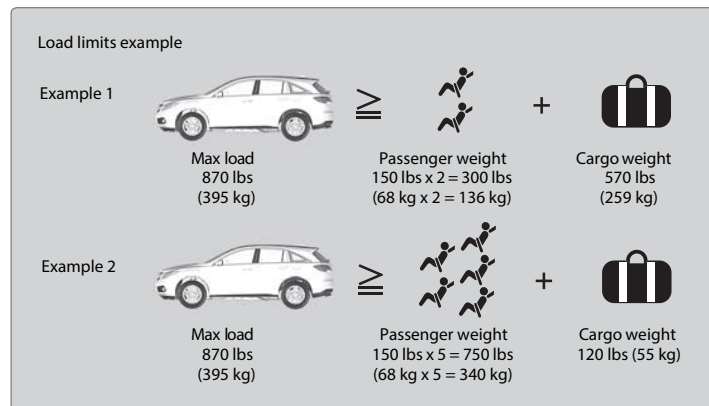 Load limits example
Example 1
≧
+
Max load
870 lbs
(395 kg)
Passenger weight
150 lbs x 2 = 300 lbs
(68 kg x 2 = 136 kg)
Cargo weight
570 lbs
(259 kg)
Example 2
≧
+
Max load
870 lbs
(395 kg)
Passenger weight
150 lbs x 5 = 750 lbs
(68 kg x 5 = 340 kg)
Cargo weight
120 lbs (55 kg)